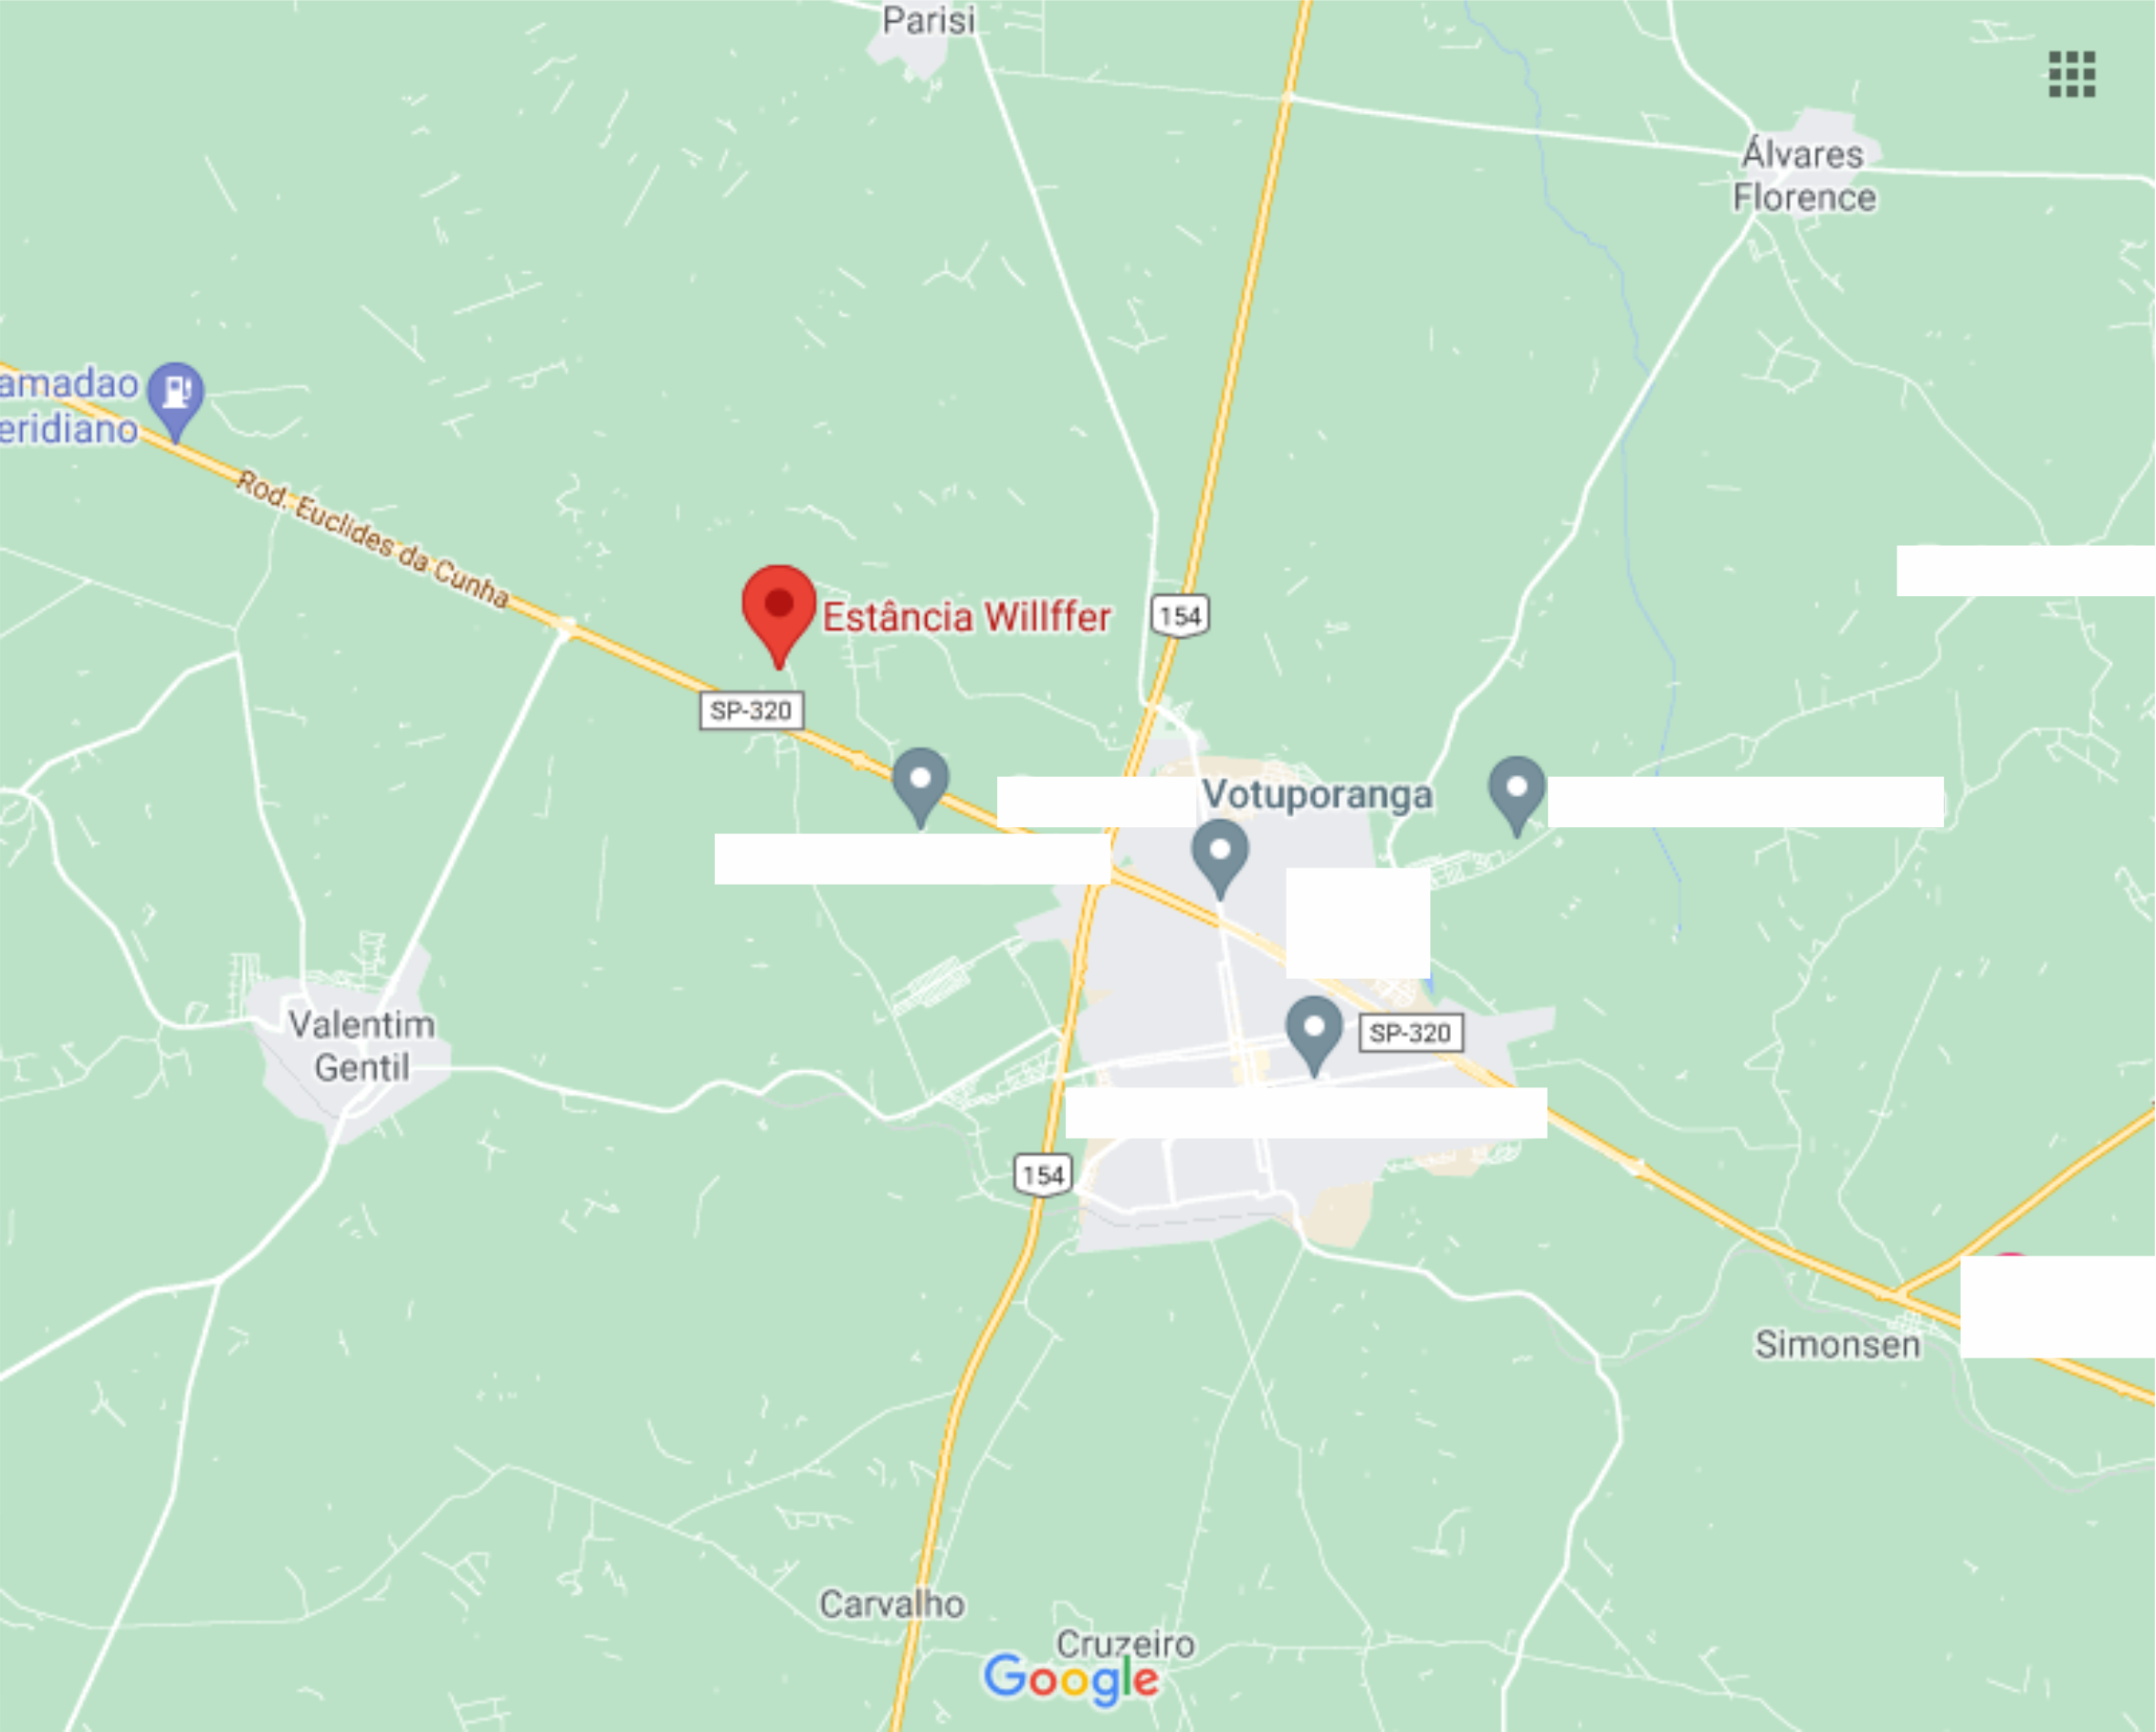 Parisi
Álvares
Florence
amadao
eridiano
Rod. Euclides da Cunha
Estância Willffer
154
SP-320
Votuporanga
Valentim
Gentil
SP-320
154
Simonsen
Carvalho
Cruzeiro
Google